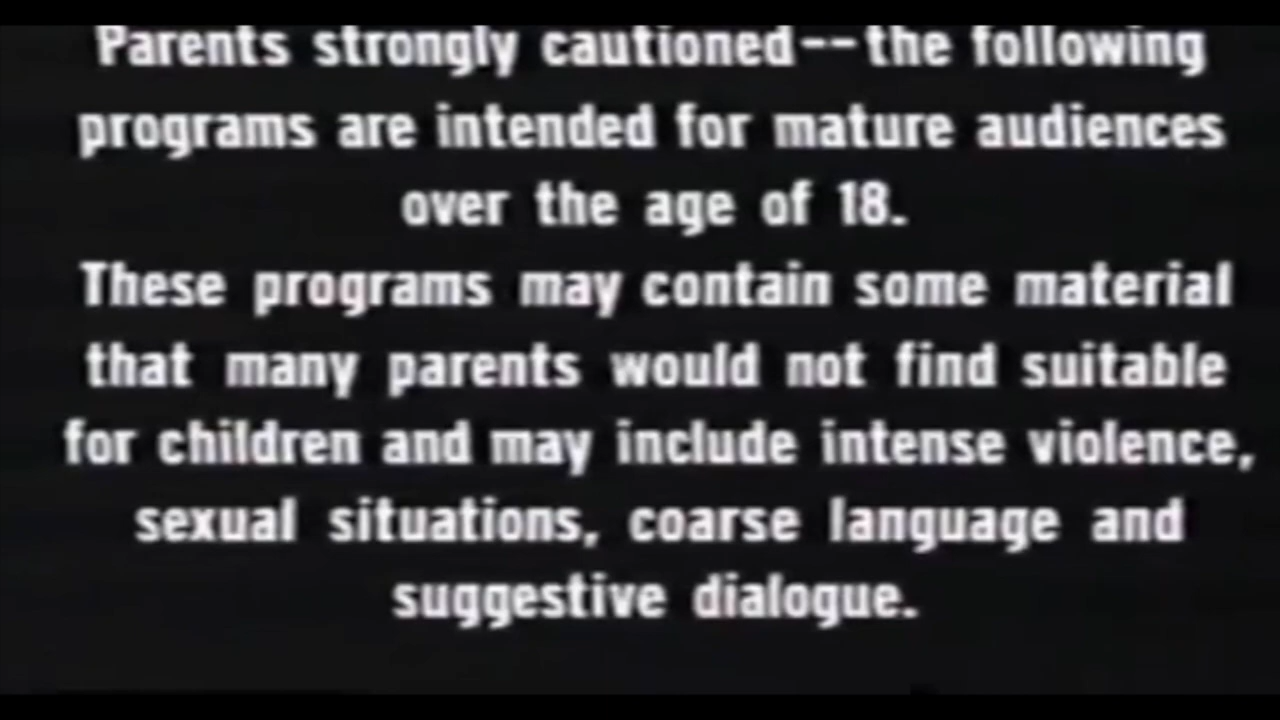 Parents strongly cautioned--the following
programs are intended for mature audiences
over the age of 18.
These programs may contain some material
that many parents would not find suitable
for children and may include intense violence,
sexual situations, coarse language and
suggestive dialogue.